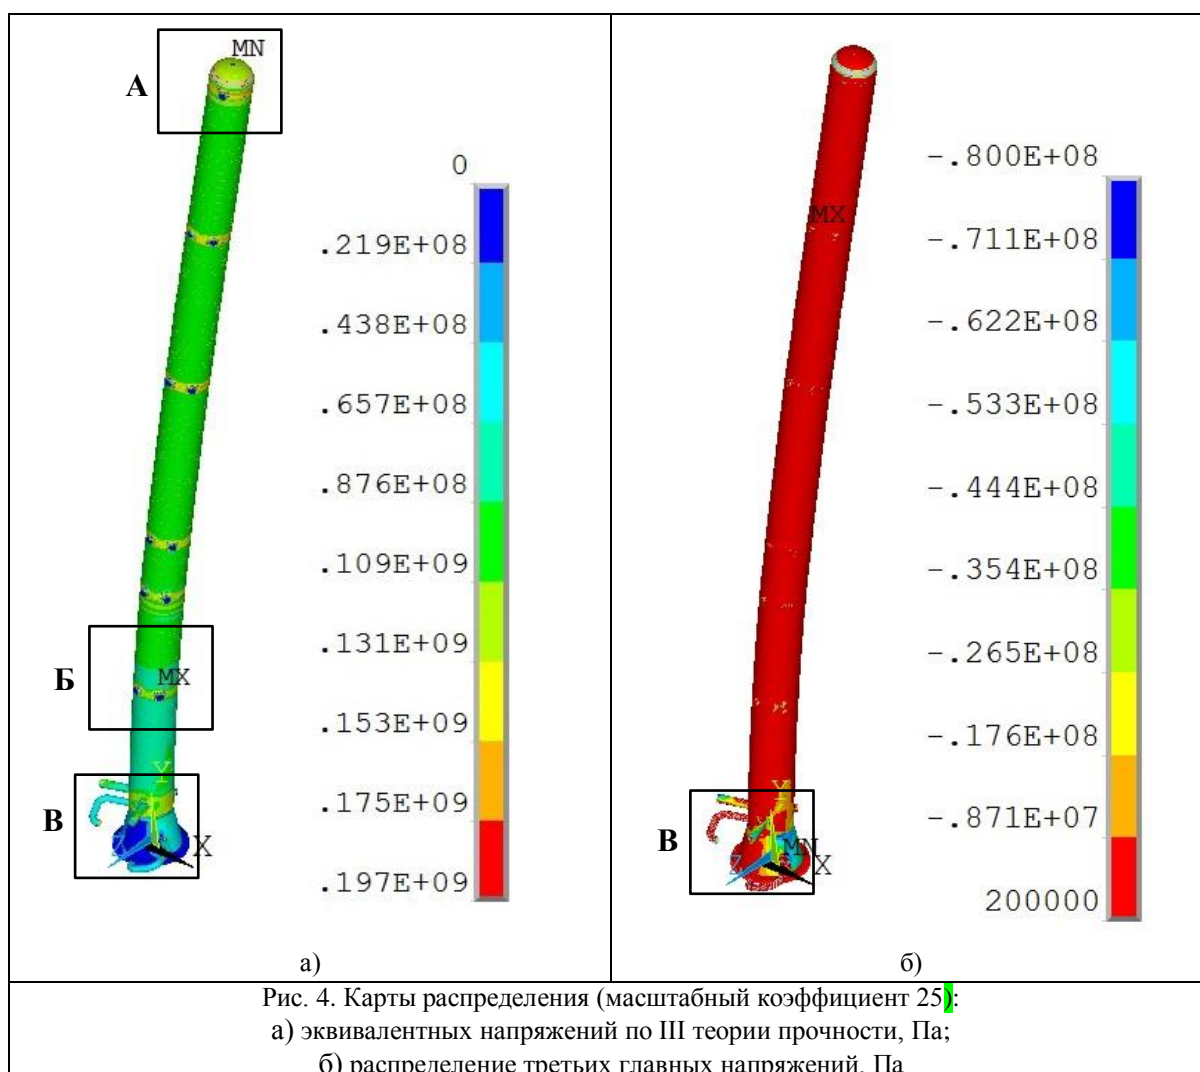 MN
А
0
.219E+08
.438E+08
.657E+08
.876E+08
.109E+09
.131E+09
.153E+09
.175E+09
.197E+09
Б
MX
В
Y
Z
X
а)
MX
-.800E+08
-.711E+08
-.622E+08
-.533E+08
-.444E+08
-.354E+08
-.265E+08
-.176E+08
-.871E+07
200000
В
Y
Z
MN
X
б)
Рис. 4. Карты распределения (масштабный коэффициент 25):
а) эквивалентных напряжений по III теории прочности, Па;
б) распределение третьих главных напряжений, Па